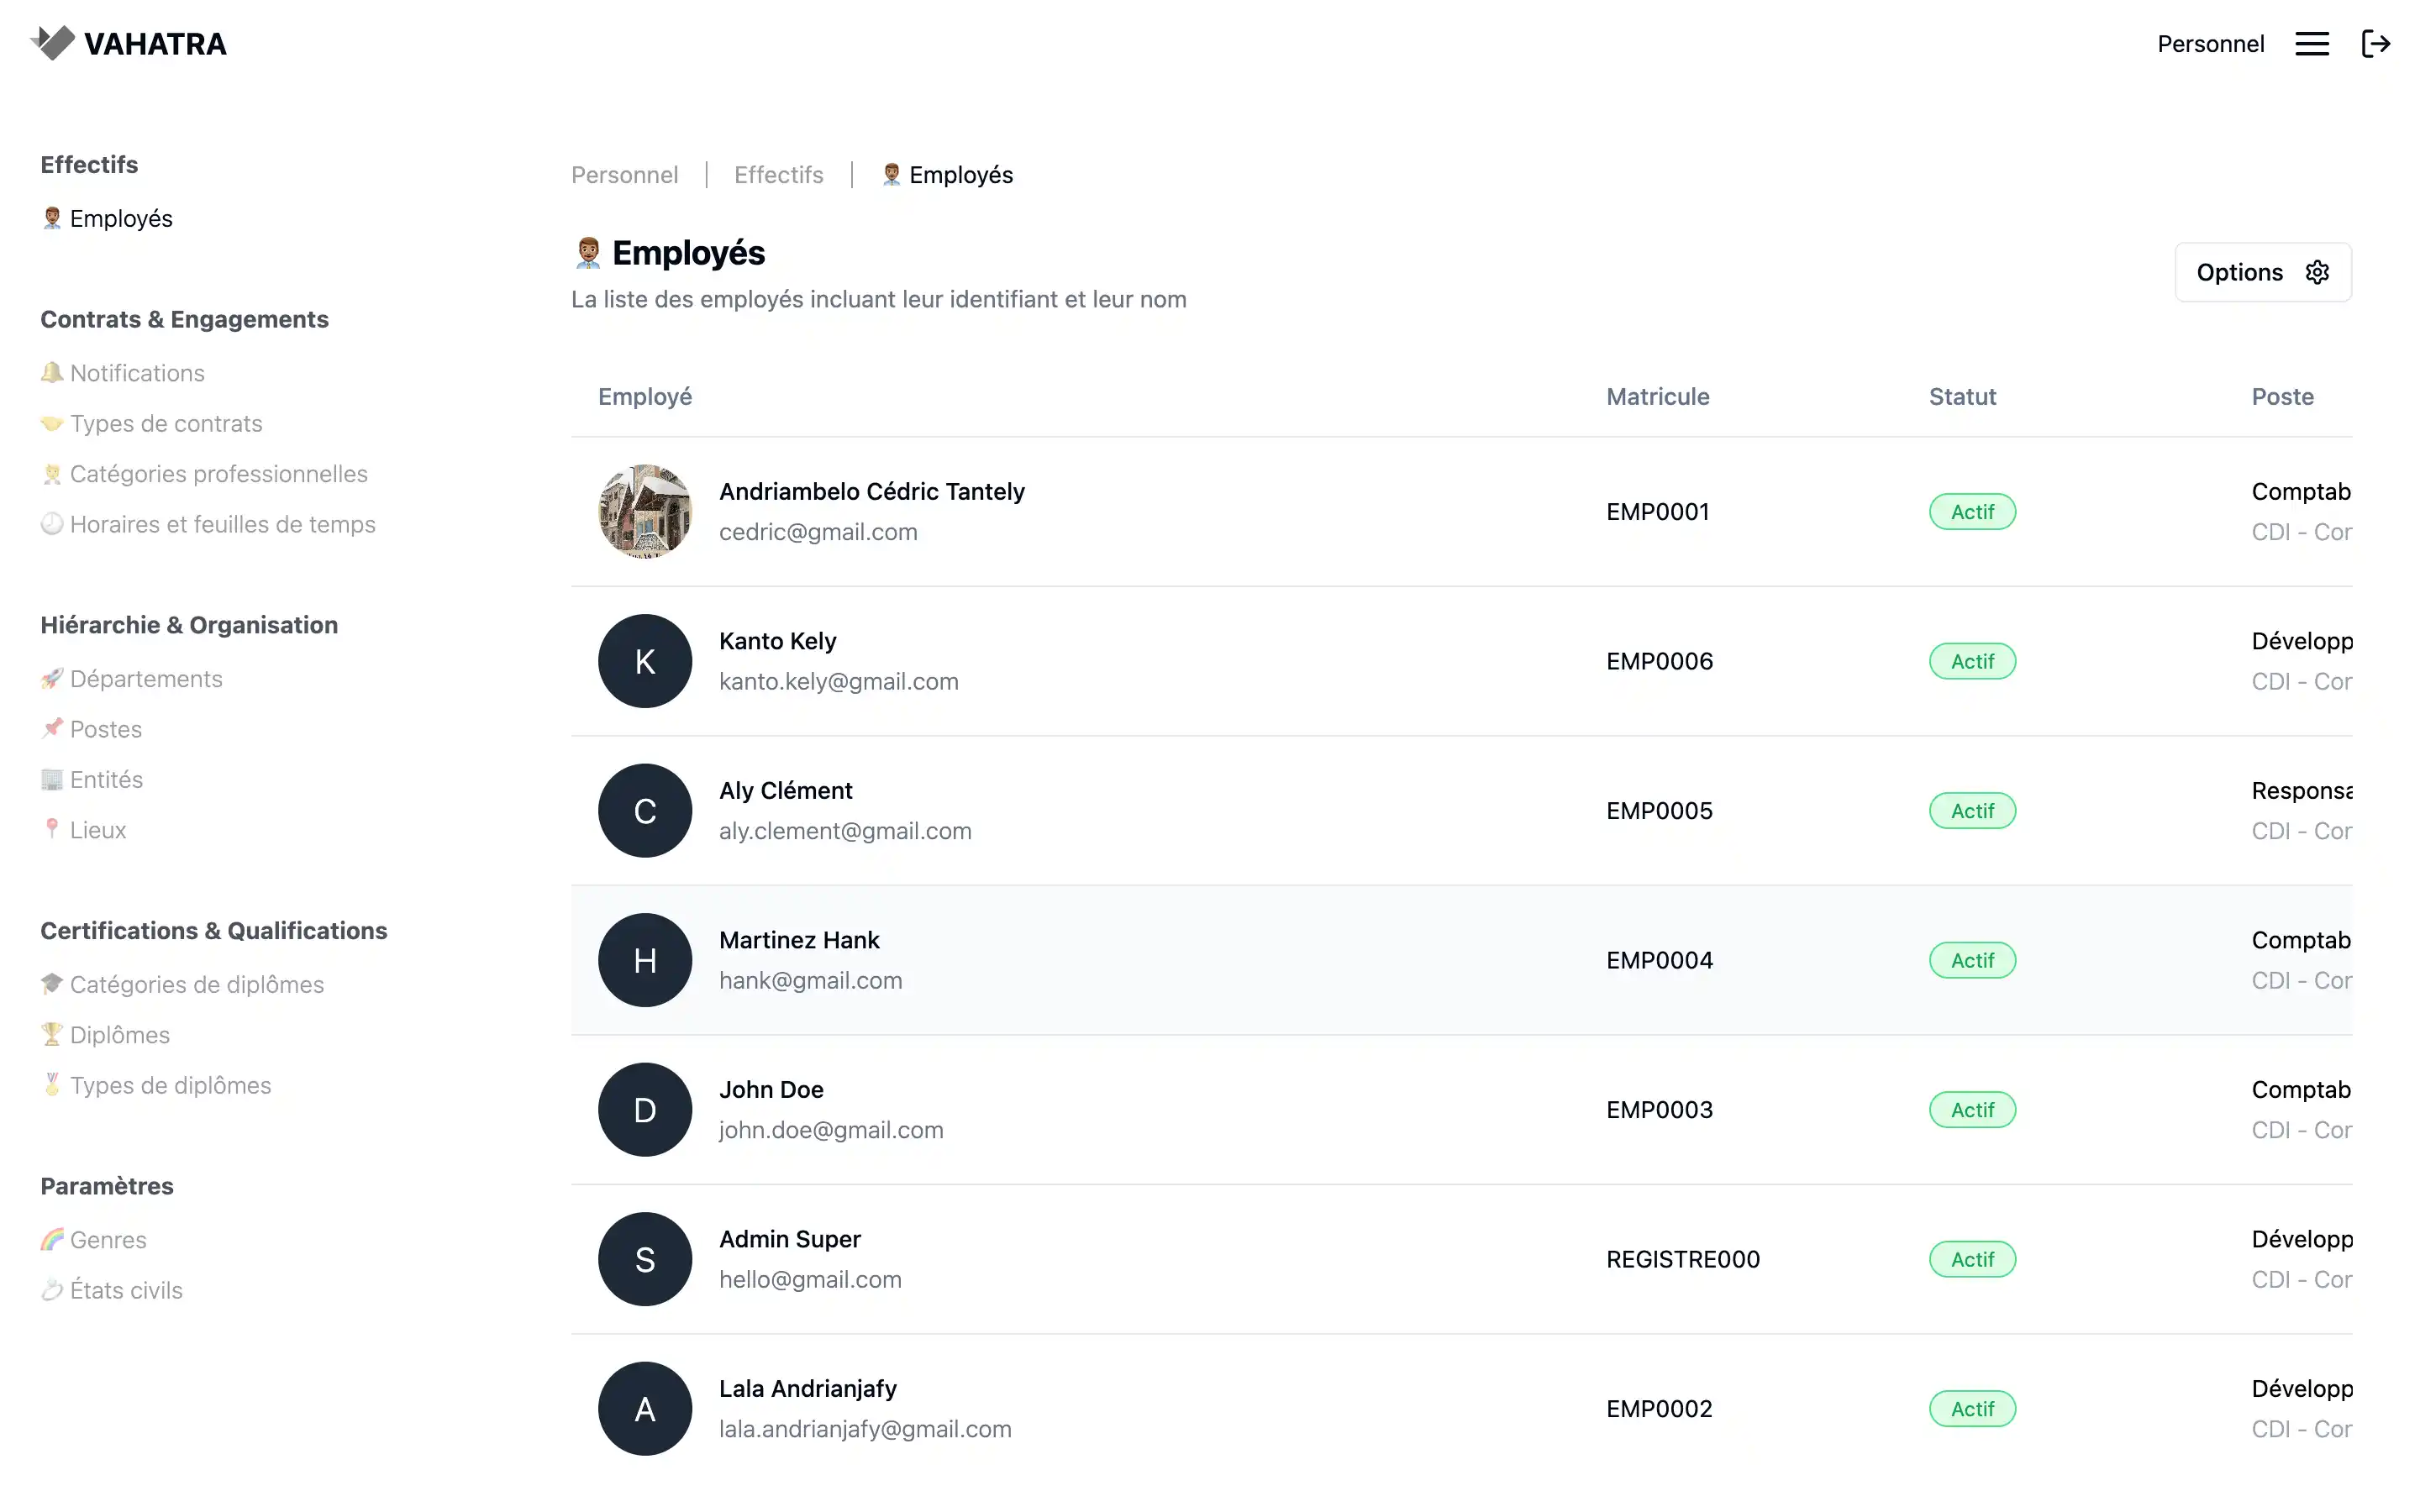 VAHATRA
Personnel
Effectifs
Employés
Contrats & Engagements
Notifications
Types de contrats
Catégories professionnelles
Horaires et feuilles de temps
Hiérarchie & Organisation
Départements
Postes
Entités
Lieux
Certifications & Qualifications
Catégories de diplômes
Diplômes
Types de diplômes
Paramètres
Genres
États civils
Personnel | Effectifs | Employés
Employés
La liste des employés incluant leur identifiant et leur nom
Options
Employé Matricule Statut Poste
Andriambelo Cédric Tantely
cedric@gmail.com
EMP0001
Actif
Comptab
CDI - Cor
K
Kanto Kely
kanto.kely@gmail.com
EMP0006
Actif
Développ
CDI - Cor
C
Aly Clément
aly.clement@gmail.com
EMP0005
Actif
Responsa
CDI - Cor
H
Martinez Hank
hank@gmail.com
EMP0004
Actif
Comptab
CDI - Cor
D
John Doe
john.doe@gmail.com
EMP0003
Actif
Comptab
CDI - Cor
S
Admin Super
hello@gmail.com
REGISTRE000
Actif
Développ
CDI - Cor
A
Lala Andrianjafy
lala.andrianjafy@gmail.com
EMP0002
Actif
Développ
CDI - Cor